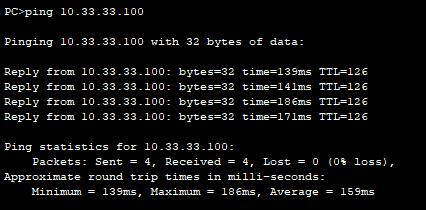 PC>ping 10.33.33.100
Pinging 10.33.33.100 with 32 bytes of data:
Reply from 10.33.33.100: bytes=32 time=139ms TTL=126
Reply from 10.33.33.100: bytes=32 time=141ms TTL=126
Reply from 10.33.33.100: bytes=32 time=186ms TTL=126
Reply from 10.33.33.100: bytes=32 time=171ms TTL=126
Ping statistics for 10.33.33.100:
    Packets: Sent = 4, Received = 4, Lost = 0 (0% loss),
Approximate round trip times in milli-seconds:
    Minimum = 139ms, Maximum = 186ms, Average = 159ms